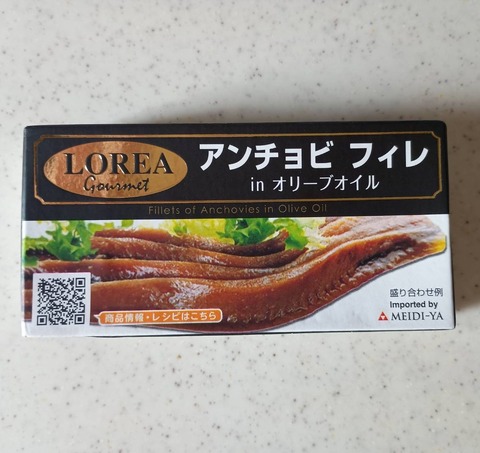 LOREA
Gourmet
アンチョビ フィレ
in オリーブオイル
Fillets of Anchovies in Olive Oil
商品情報・レシピはこちら
盛り合わせ例
Imported by
MEIDI-YA